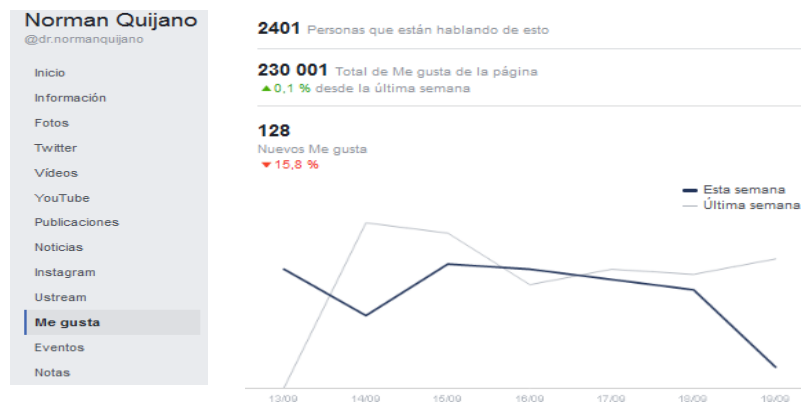 Norman Quijano
@dr.normanquijano
Inicio
Información
Fotos
Twitter
Vídeos
YouTube
Publicaciones
Noticias
Instagram
Ustream
Me gusta
Eventos
Notas
2401 Personas que están hablando de esto
230 001 Total de Me gusta de la página
▲0,1 % desde la última semana
128
Nuevos Me gusta
▼15,8 %
Esta semana
Última semana
13/09 14/09 15/09 16/09 17/09 18/09 19/09